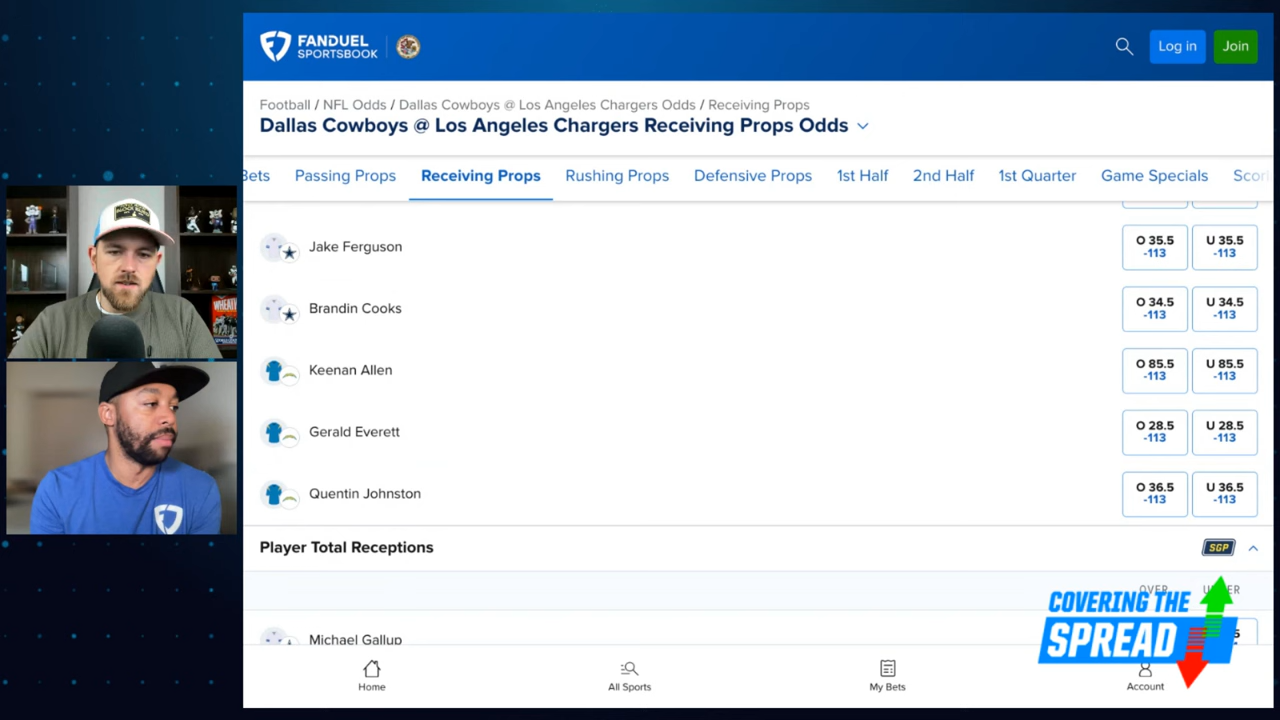 FANDUEL
SPORTSBOOK
Log in
Join
Football / NFL Odds / Dallas Cowboys @ Los Angeles Chargers Odds / Receiving Props
Dallas Cowboys @ Los Angeles Chargers Receiving Props Odds
Bets Passing Props Receiving Props Rushing Props Defensive Props 1st Half 2nd Half 1st Quarter Game Specials Scori
Jake Ferguson
O 35.5
-113
U 35.5
-113
Brandin Cooks
O 34.5
-113
U 34.5
-113
Keenan Allen
O 85.5
-113
U 85.5
-113
Gerald Everett
O 28.5
-113
U 28.5
-113
Quentin Johnston
O 36.5
-113
U 36.5
-113
Player Total Receptions
SGP
OVER
Michael Gallup
COVERING THE
SPREAD
Home
All Sports
My Bets
Account
WHEATIES